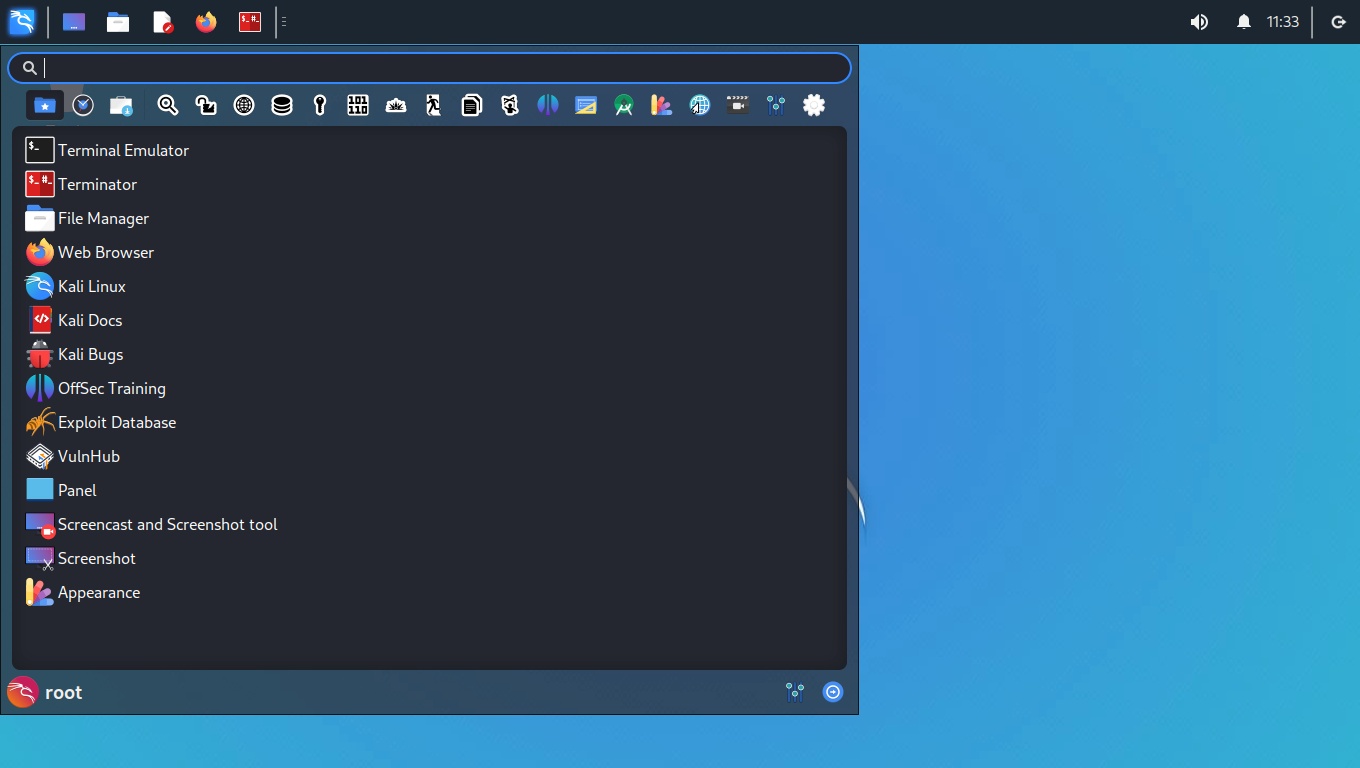 11:33
Terminal Emulator
Terminator
File Manager
Web Browser
Kali Linux
Kali Docs
Kali Bugs
OffSec Training
Exploit Database
VulnHub
Panel
Screencast and Screenshot tool
Screenshot
Appearance
root